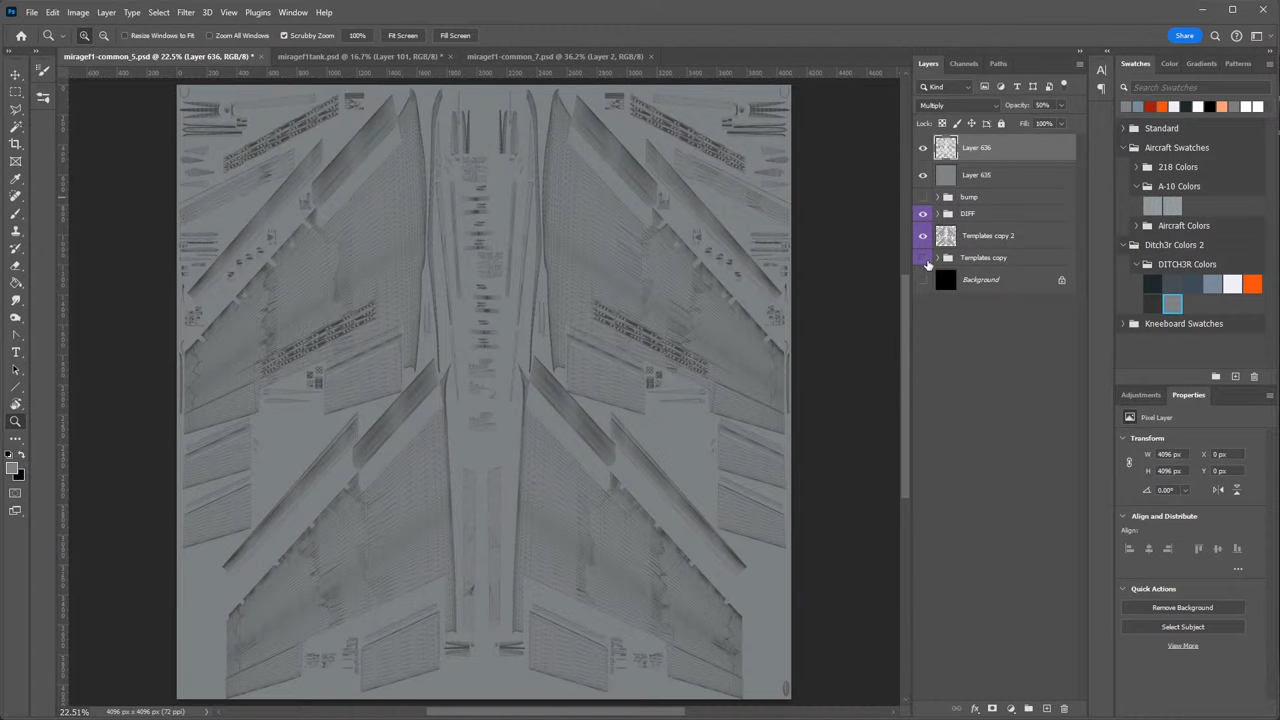 Ps File Edit Image Layer Type Select Filter 3D View Plugins Window Help
Resize Windows to Fit Zoom All Windows Scrubby Zoom 100% Fit Screen Fill Screen Share
miragef1-common_5.psd @ 22.5% (Layer 636, RGB/8) * × miragef1tank.psd @ 16.7% (Layer 101, RGB/8) * × miragef1-common_7.psd @ 36.2% (Layer 2, RGB/8) ×
Layers Channels Paths
Kind
Multiply Opacity: 50%
Lock: Fill: 100%
Layer 636
Layer 635
bump
DIFF
Templates copy 2
Templates copy
Background
Swatches Color Gradients Patterns
Search Swatches
Standard
Aircraft Swatches
218 Colors
A-10 Colors
Aircraft Colors
Ditch3r Colors 2
DITCH3R Colors
Kneeboard Swatches
Adjustments Properties
Pixel Layer
Transform
W 4096 px X 0 px
H 4096 px Y 0 px
0.00°
Align and Distribute
Align:
Quick Actions
Remove Background
Select Subject
View More
22.51% 4096 px x 4096 px (72 ppi)